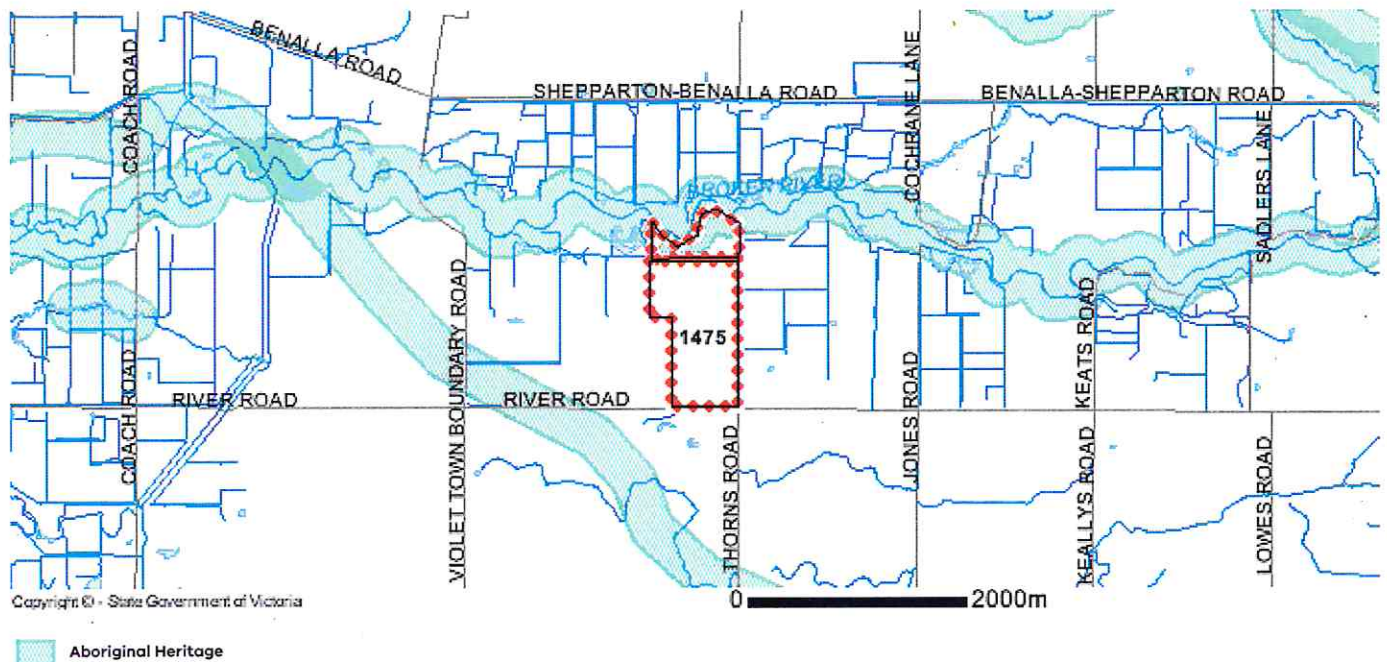 BENALLA ROAD
COACH ROAD
SHEPPARTON-BENALLA ROAD
COCHRANE LANE
BENALLA-SHEPPARTON ROAD
SADLERS LANE
BROKEN RIVER
VIOLET TOWN BOUNDARY ROAD
1475
KEATS ROAD
COACH ROAD
RIVER ROAD
RIVER ROAD
THORNS ROAD
JONES ROAD
KEALLYS ROAD
LOWES ROAD
Copyright © - State Government of Victoria
0 2000m
Aboriginal Heritage